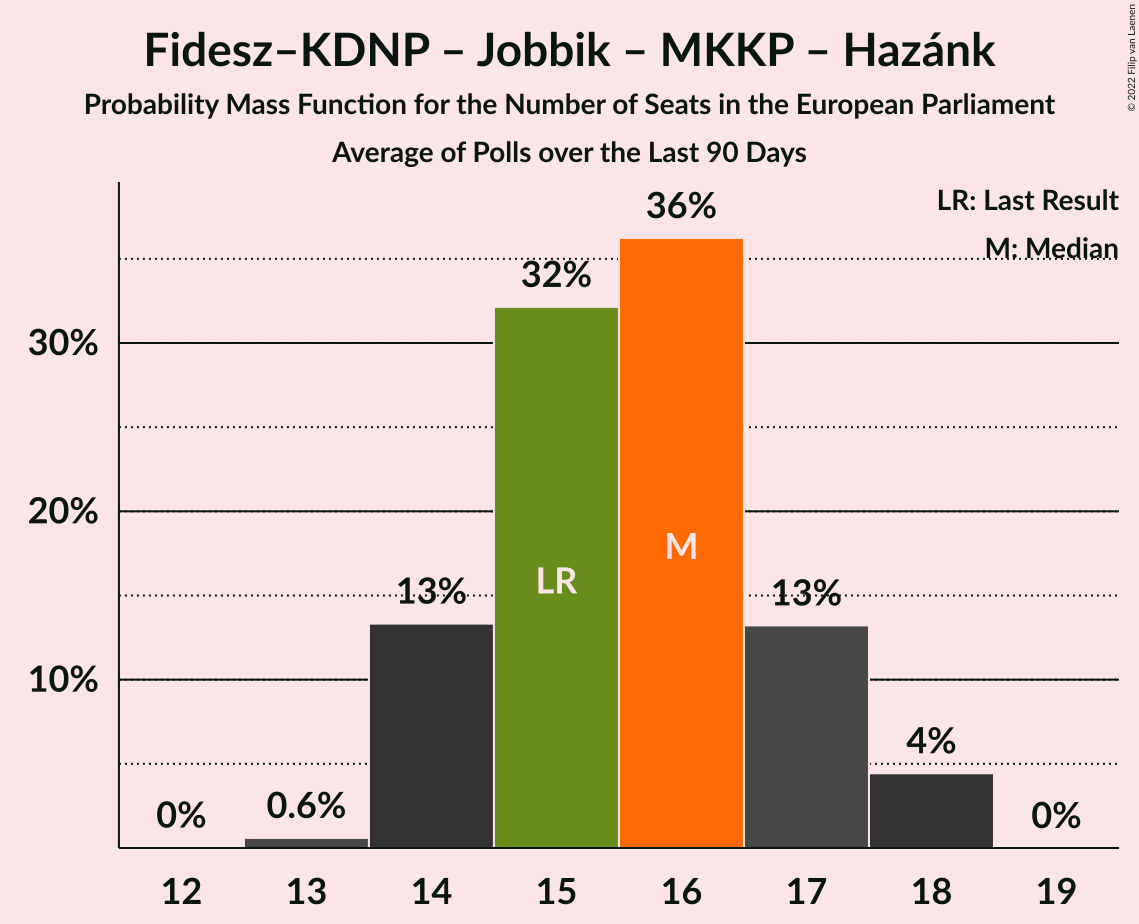 Fidesz–KDNP – Jobbik – MKKP – Hazánk
Probability Mass Function for the Number of Seats in the European Parliament
Average of Polls over the Last 90 Days
© 2022 Filip van Laenen
LR: Last Result
M: Median
36%
32%
30%
20%
10%
LR
M
0%
0.6%
13%
13%
4%
0%
12 13 14 15 16 17 18 19